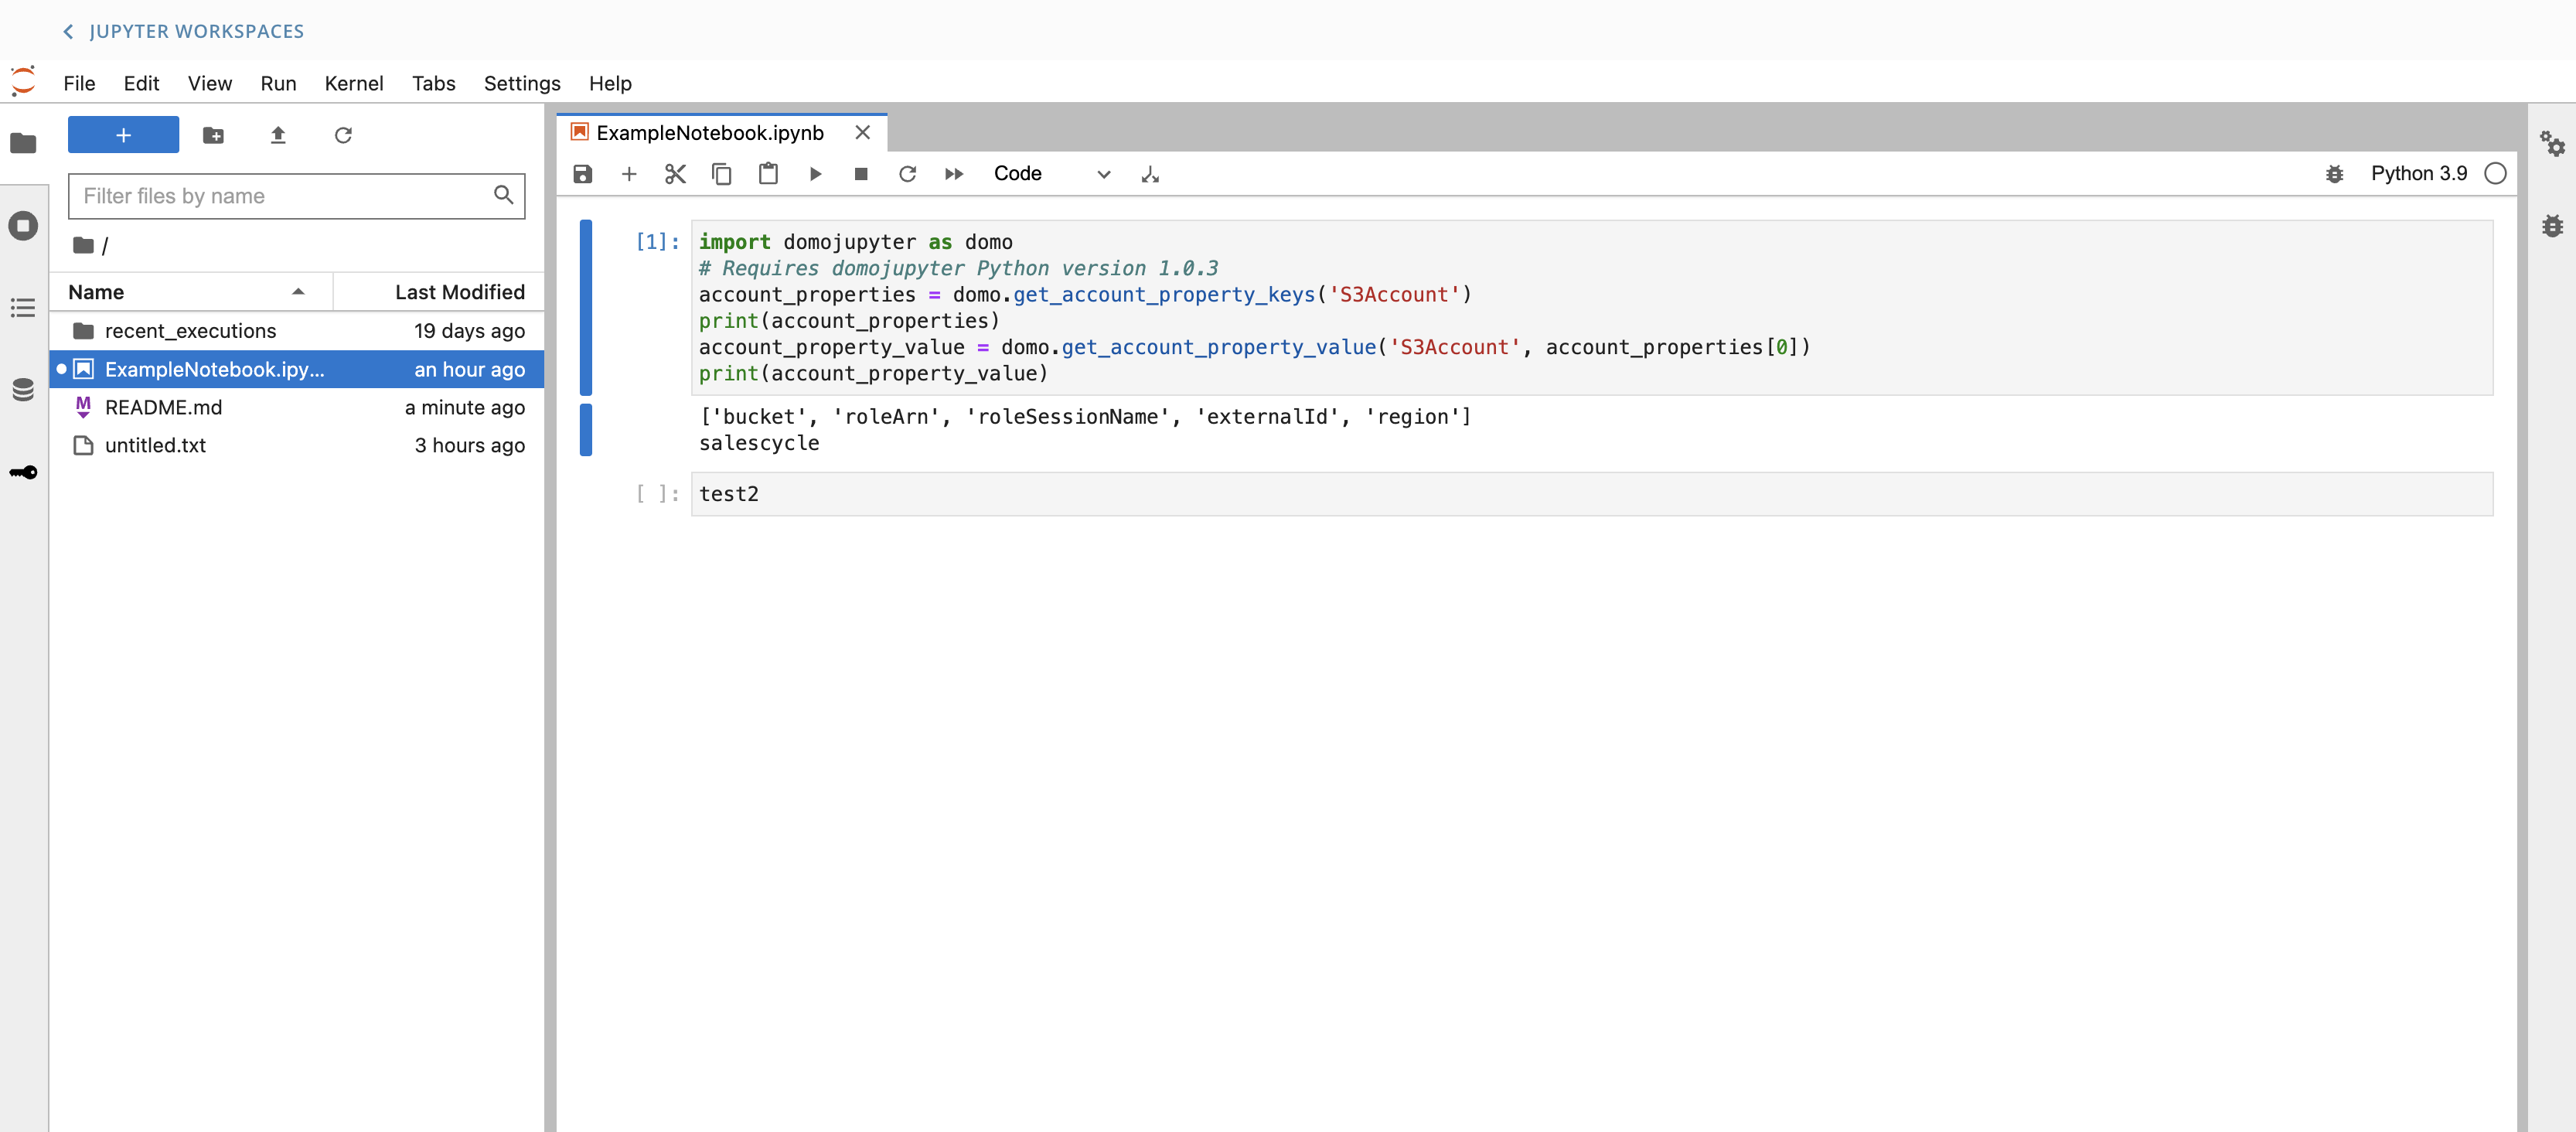 JUPYTER WORKSPACES
File Edit View Run Kernel Tabs Settings Help
+
Filter files by name
/
Name Last Modified
recent_executions 19 days ago
ExampleNotebook.ipy... an hour ago
M README.md a minute ago
untitled.txt 3 hours ago
ExampleNotebook.ipynb
Code Python 3.9
[1]: import domojupyter as domo
# Requires domojupyter Python version 1.0.3
account_properties = domo.get_account_property_keys('S3Account')
print(account_properties)
account_property_value = domo.get_account_property_value('S3Account', account_properties[0])
print(account_property_value)
['bucket', 'roleArn', 'roleSessionName', 'externalId', 'region']
salescycle
[ ]: test2